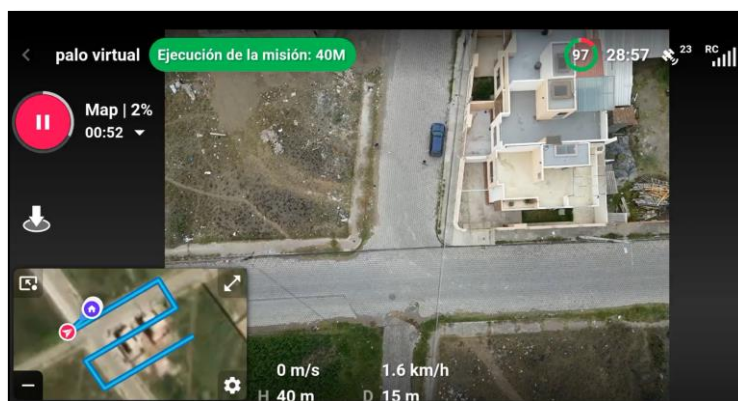 palo virtual
Ejecución de la misión: 40M
97
28:57
23
RC
Map | 2%
00:52
0 m/s
1.6 km/h
H 40 m
D 15 m